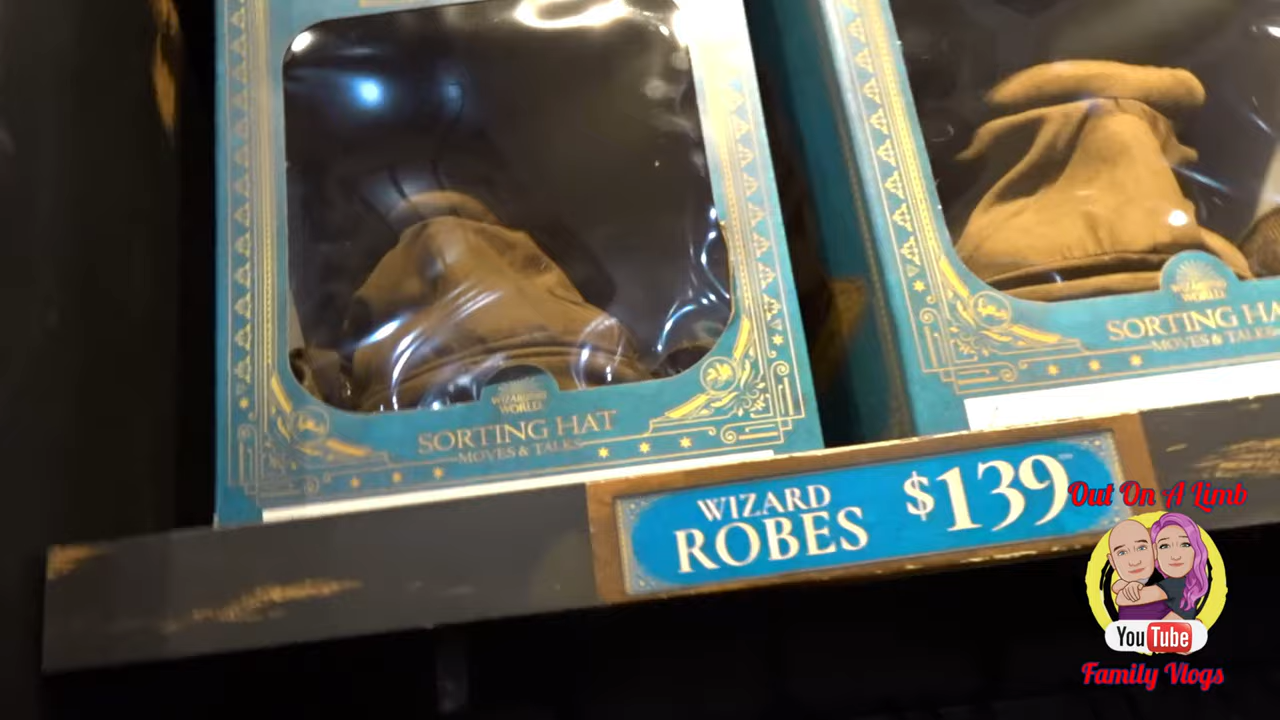 WIZARDING
WORLD
SORTING HAT
MOVES & TALKS
WIZARDING
WORLD
SORTING HA
MOVES & TALKS
WIZARD
ROBES
$139
Out On A Limb
YouTube
Family Vlogs